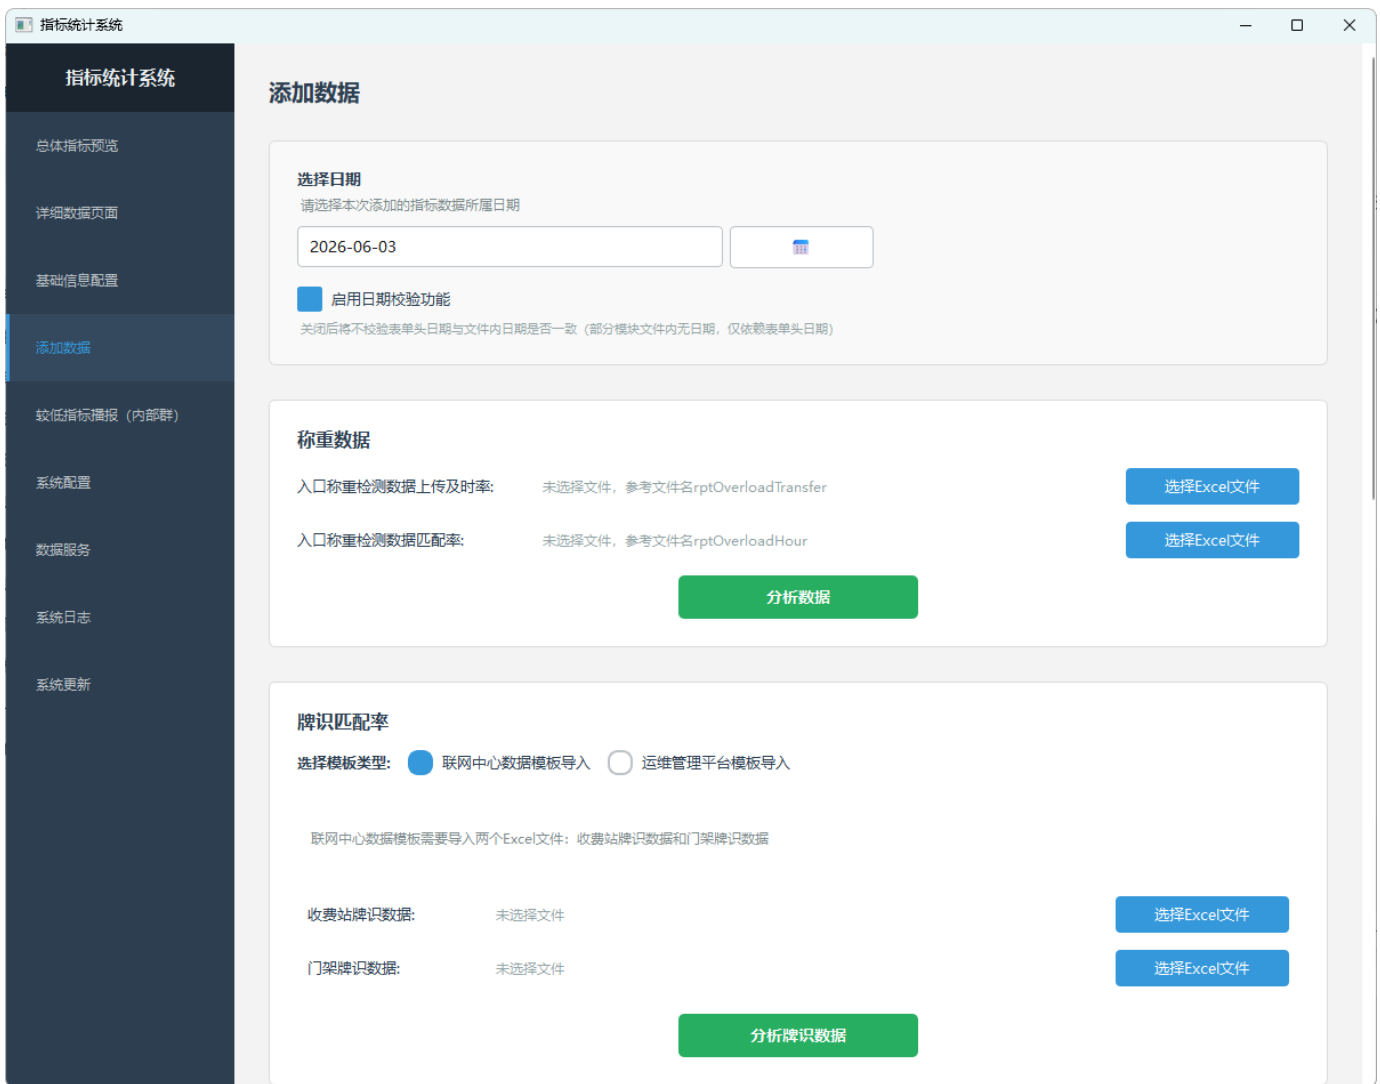 指标统计系统
指标统计系统
总体指标预览
详细数据页面
基础信息配置
添加数据
较低指标播报（内部群）
系统配置
数据服务
系统日志
系统更新
添加数据
选择日期
请选择本次添加的指标数据所属日期
2026-06-03
启用日期校验功能
关闭后将不校验表单头日期与文件内日期是否一致（部分模块文件内无日期，仅依赖表单头日期）
称重数据
入口称重检测数据上传及时率: 未选择文件，参考文件名rptOverloadTransfer 选择Excel文件
入口称重检测数据匹配率: 未选择文件，参考文件名rptOverloadHour 选择Excel文件
分析数据
牌识匹配率
选择模板类型: 联网中心数据模板导入 运维管理平台模板导入
联网中心数据模板需要导入两个Excel文件：收费站牌识数据和门架牌识数据
收费站牌识数据: 未选择文件 选择Excel文件
门架牌识数据: 未选择文件 选择Excel文件
分析牌识数据